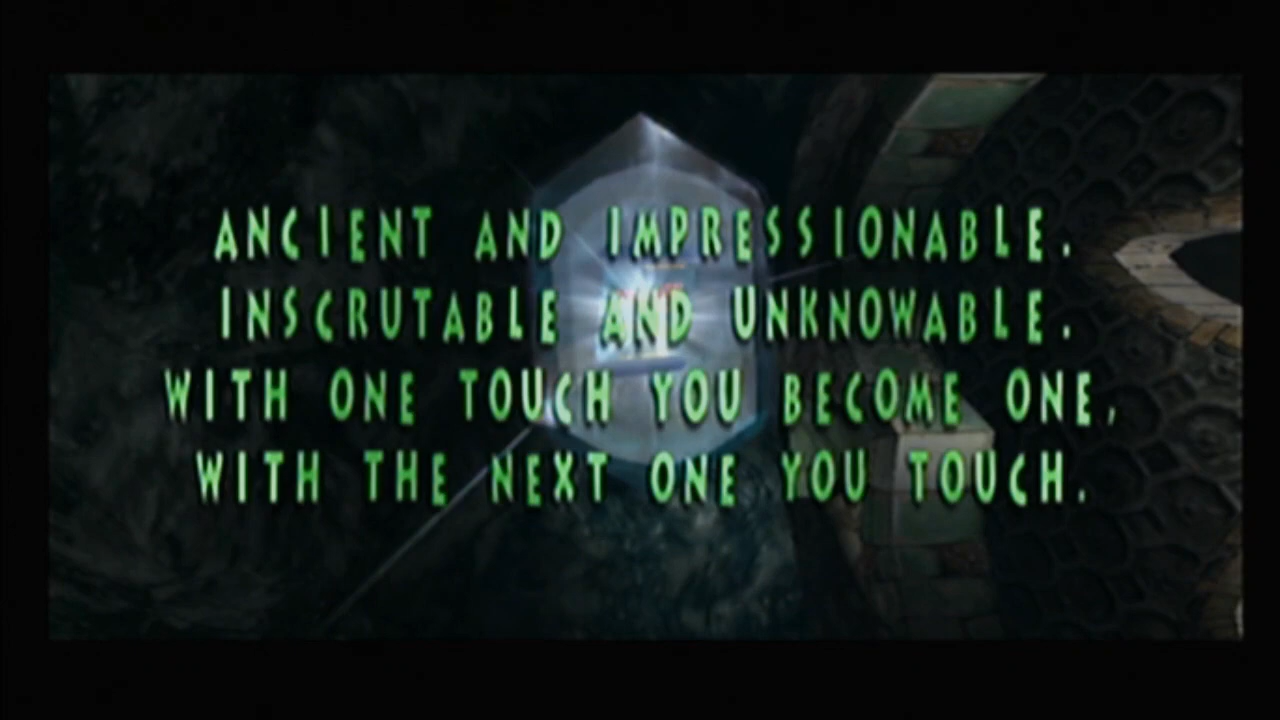 ANCIENT AND IMPRESSIONABLE.
INSCRUTABLE AND UNKNOWABLE.
WITH ONE TOUCH YOU BECOME ONE,
WITH THE NEXT ONE YOU TOUCH.